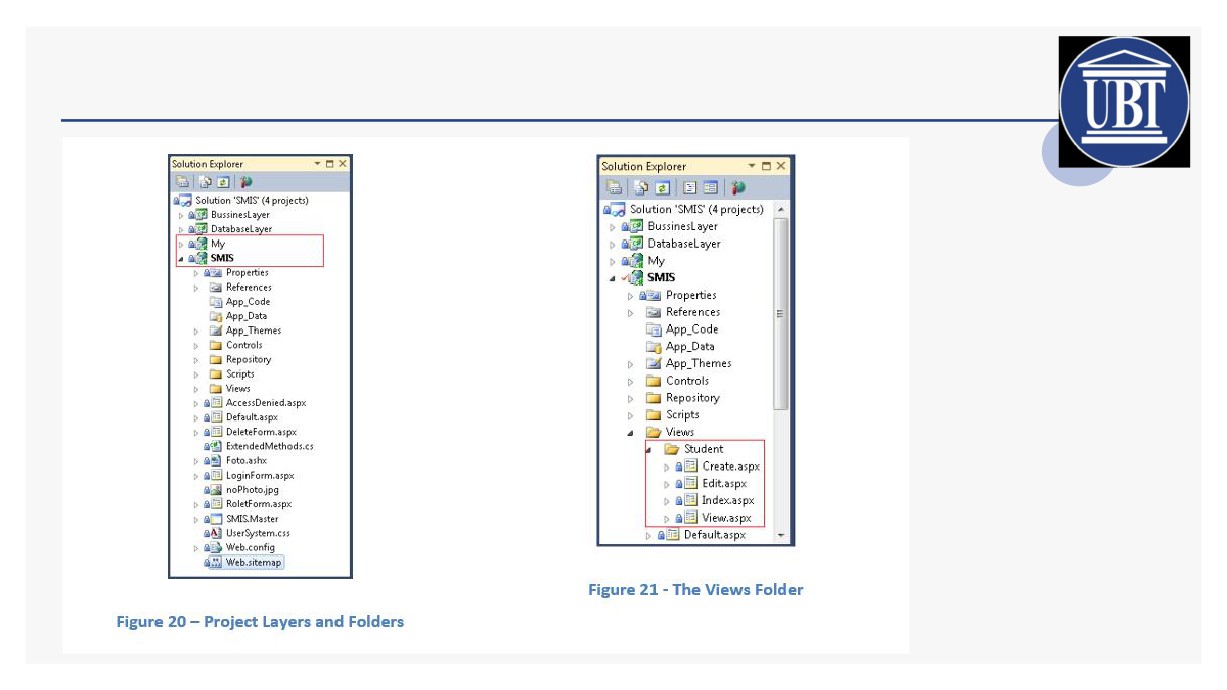 UBT
Solution Explorer
Solution 'SMIS' (4 projects)
BussinesLayer
DatabaseLayer
My
SMIS
Properties
References
App_Code
App_Data
App_Themes
Controls
Repository
Scripts
Views
AccessDenied.aspx
Default.aspx
DeleteForm.aspx
ExtendedMethods.cs
Foto.ashx
LoginForm.aspx
noPhoto.jpg
RoletForm.aspx
SMIS.Master
UserSystem.css
Web.config
Web.sitemap
Figure 20 – Project Layers and Folders
Solution Explorer
Solution 'SMIS' (4 projects)
BussinesLayer
DatabaseLayer
My
SMIS
Properties
References
App_Code
App_Data
App_Themes
Controls
Repository
Scripts
Views
Student
Create.aspx
Edit.aspx
Index.aspx
View.aspx
Default.aspx
Figure 21 - The Views Folder